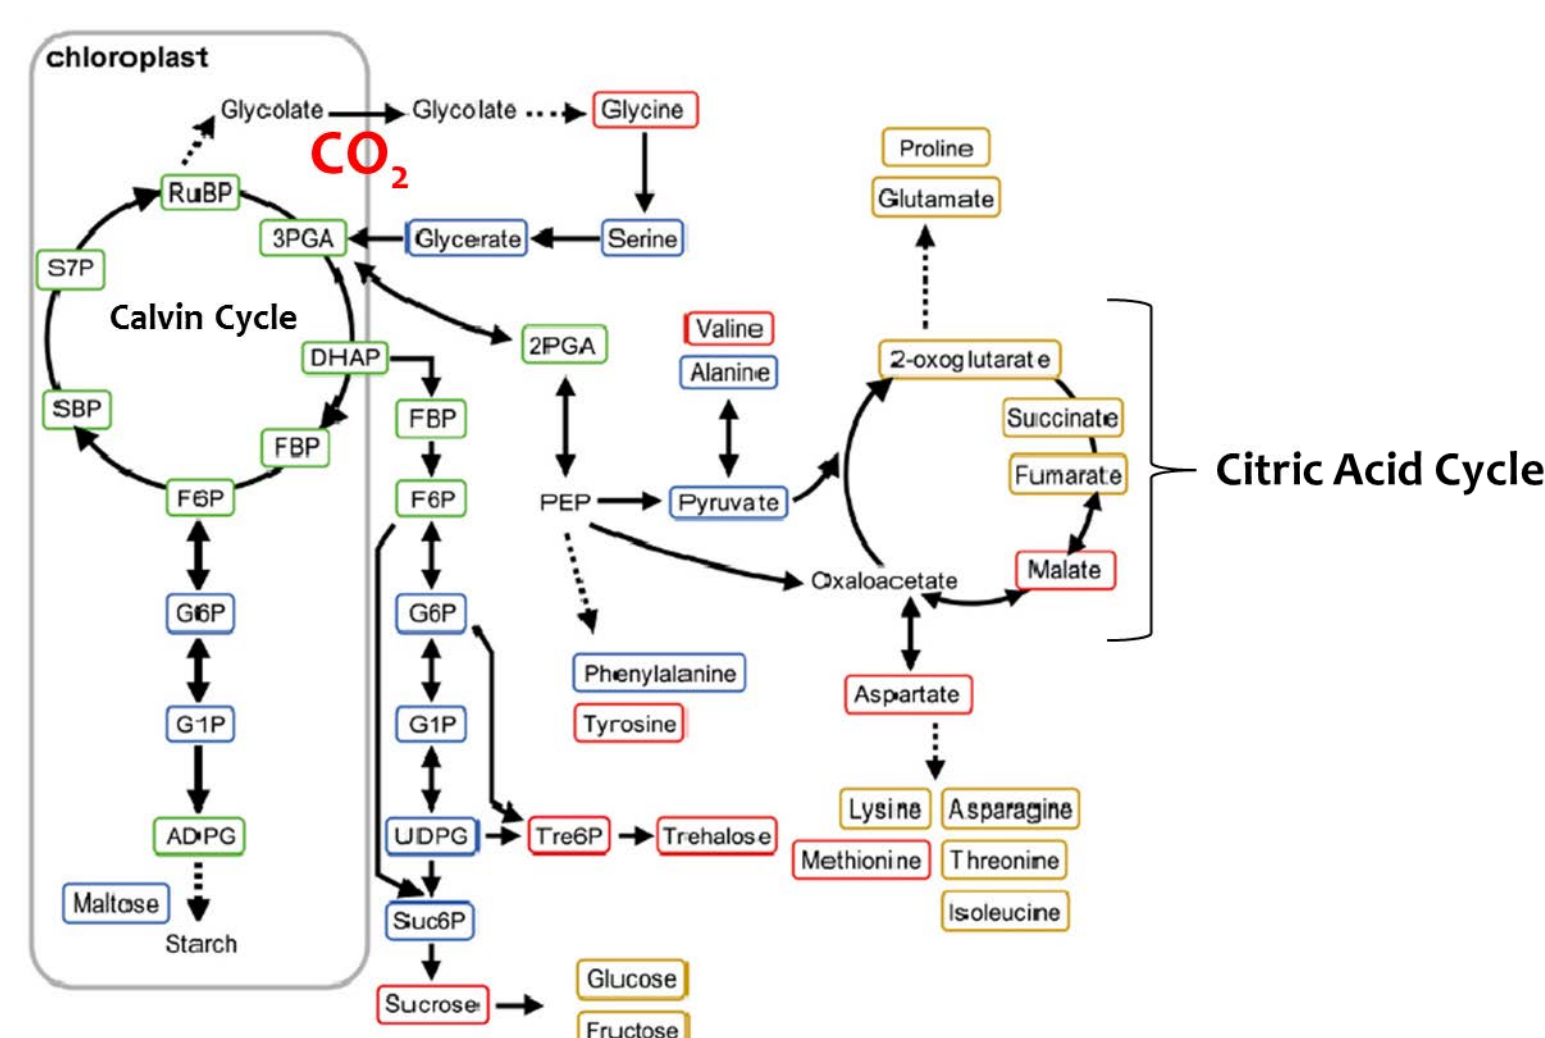 chloroplast
Glycolate
Glycolate
Glycine
CO2
RuBP
3PGA
Glycerate
Serine
S7P
Calvin Cycle
DHAP
SBP
FBP
F6P
G6P
G1P
ADPG
Maltose
Starch
FBP
F6P
G6P
G1P
UDPG
Tre6P
Trehalose
Suc6P
Sucrose
Glucose
Fructose
2PGA
PEP
Valine
Alanine
Pyruvate
Phenylalanine
Tyrosine
Proline
Glutamate
2-oxoglutarate
Succinate
Fumarate
Malate
Oxaloacetate
Citric Acid Cycle
Aspartate
Lysine
Asparagine
Methionine
Threonine
Isoleucine